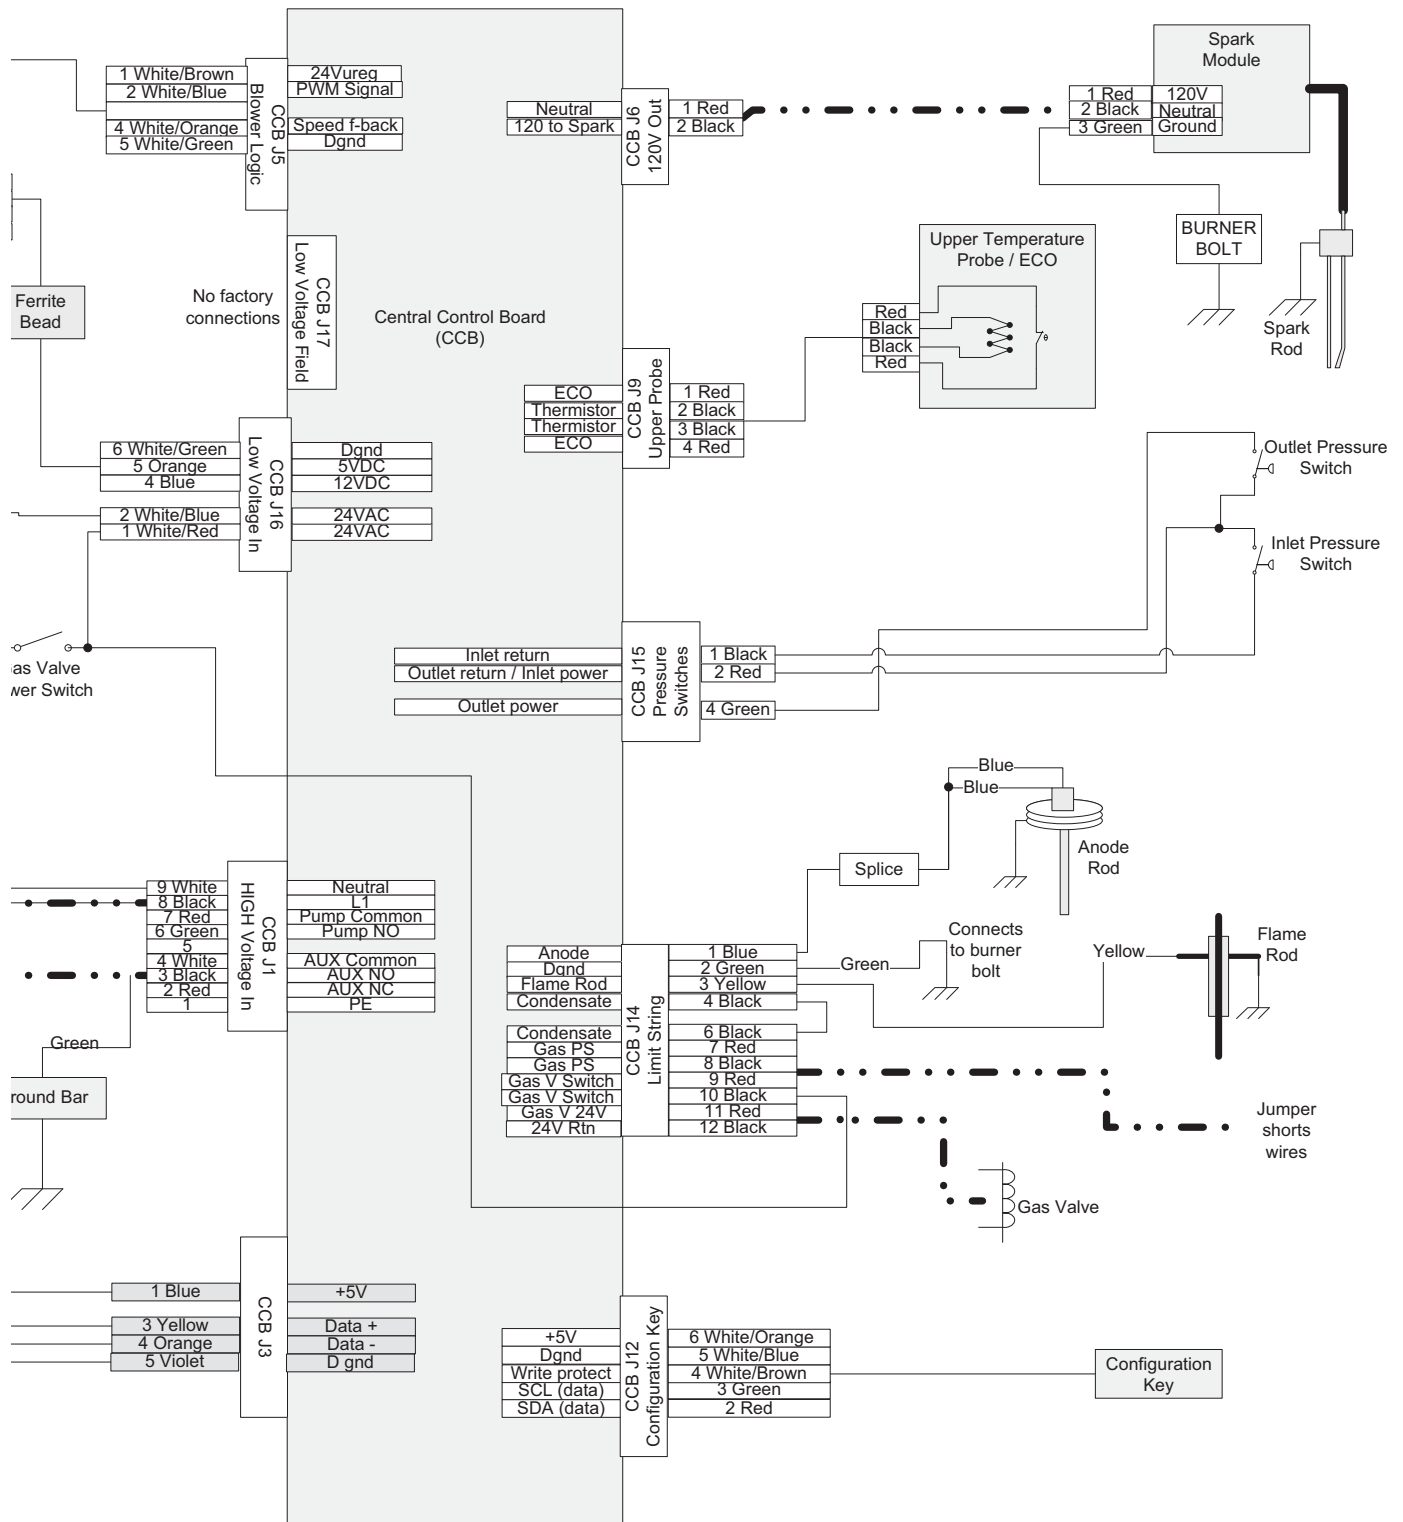 1 White/Brown
2 White/Blue
4 White/Orange
5 White/Green
CCB J5
Blower Logic
24Vureg
PWM Signal
Speed f-back
Dgnd
Neutral
120 to Spark
CCB J6
120V Out
1 Red
2 Black
1 Red
2 Black
3 Green
120V
Neutral
Ground
Spark
Module
BURNER
BOLT
Spark
Rod
Ferrite
Bead
No factory
connections
CCB J17
Low Voltage Field
Central Control Board
(CCB)
Upper Temperature
Probe / ECO
Red
Black
Black
Red
θ
ECO
Thermistor
Thermistor
ECO
CCB J9
Upper Probe
1 Red
2 Black
3 Black
4 Red
6 White/Green
5 Orange
4 Blue
2 White/Blue
1 White/Red
CCB J16
Low Voltage In
Dgnd
5VDC
12VDC
24VAC
24VAC
Outlet Pressure
Switch
Inlet Pressure
Switch
as Valve
wer Switch
Inlet return
Outlet return / Inlet power
Outlet power
CCB J15
Pressure
Switches
1 Black
2 Red
4 Green
Blue
Blue
Splice
Anode
Rod
9 White
8 Black
7 Red
6 Green
5
4 White
3 Black
2 Red
1
CCB J1
HIGH Voltage In
Neutral
L1
Pump Common
Pump NO
AUX Common
AUX NO
AUX NC
PE
Green
round Bar
Anode
Dgnd
Flame Rod
Condensate
Condensate
Gas PS
Gas PS
Gas V Switch
Gas V Switch
Gas V 24V
24V Rtn
CCB J14
Limit String
1 Blue
2 Green
3 Yellow
4 Black
6 Black
7 Red
8 Black
9 Red
10 Black
11 Red
12 Black
Green
Connects
to burner
bolt
Yellow
Flame
Rod
Jumper
shorts
wires
Gas Valve
1 Blue
3 Yellow
4 Orange
5 Violet
CCB J3
+5V
Data +
Data -
D gnd
+5V
Dgnd
Write protect
SCL (data)
SDA (data)
CCB J12
Configuration Key
6 White/Orange
5 White/Blue
4 White/Brown
3 Green
2 Red
Configuration
Key